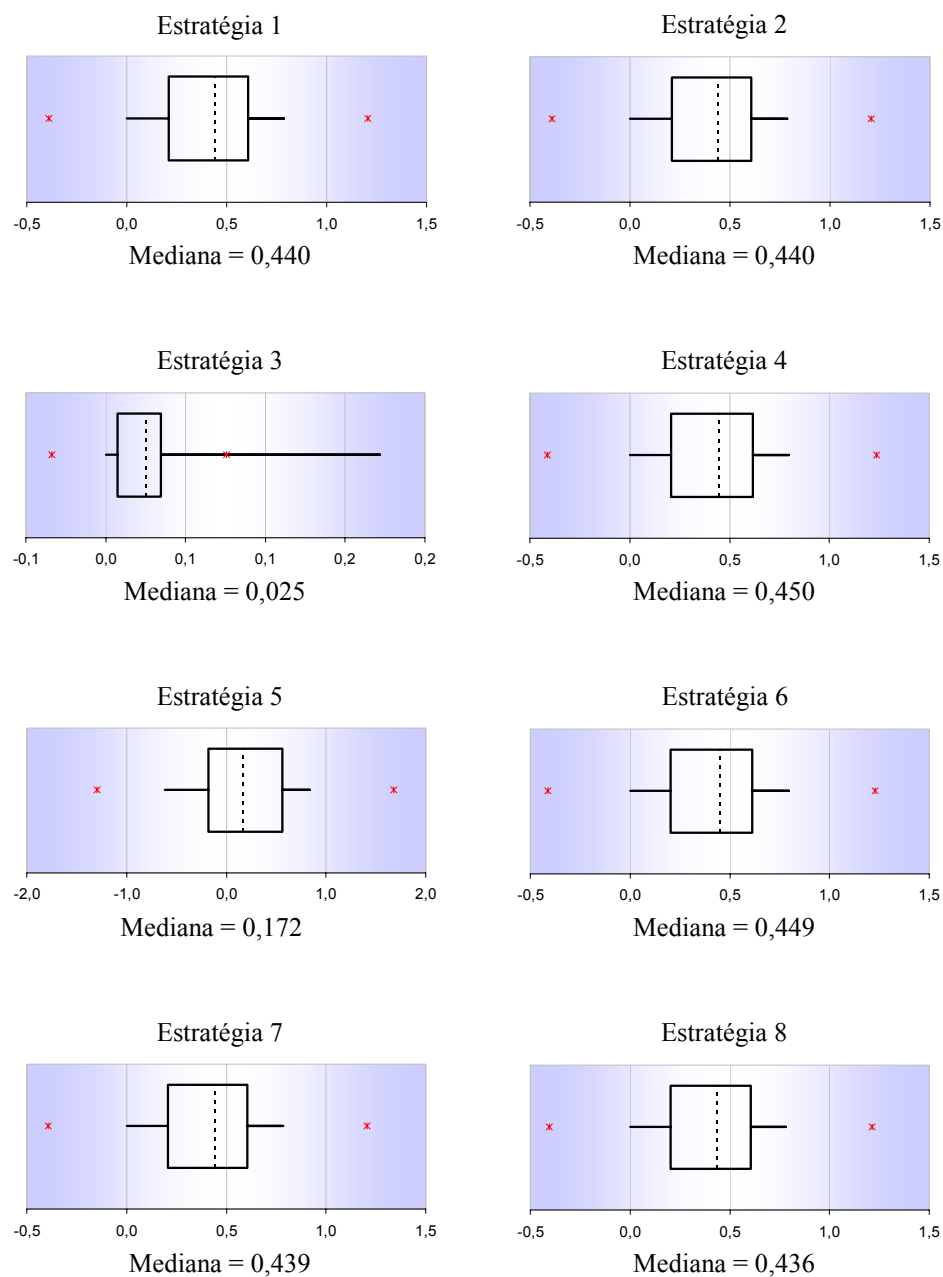 Estratégia 1
-0,5 0,0 0,5 1,0 1,5
Mediana = 0,440
Estratégia 2
-0,5 0,0 0,5 1,0 1,5
Mediana = 0,440
Estratégia 3
-0,1 0,0 0,1 0,1 0,2 0,2
Mediana = 0,025
Estratégia 4
-0,5 0,0 0,5 1,0 1,5
Mediana = 0,450
Estratégia 5
-2,0 -1,0 0,0 1,0 2,0
Mediana = 0,172
Estratégia 6
-0,5 0,0 0,5 1,0 1,5
Mediana = 0,449
Estratégia 7
-0,5 0,0 0,5 1,0 1,5
Mediana = 0,439
Estratégia 8
-0,5 0,0 0,5 1,0 1,5
Mediana = 0,436